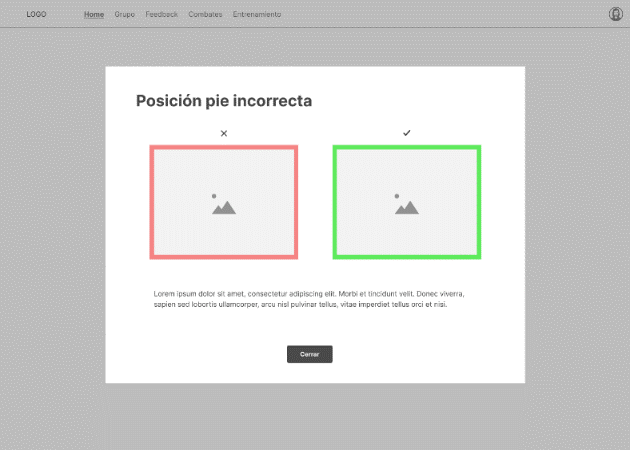 LOGO Home Grupo Feedback Combates Entrenamiento
Posición pie incorrecta
Lorem ipsum dolor sit amet, consectetur adipiscing elit. Morbi et tincidunt velit. Donec viverra,
sapien sed lobortis ullamcorper, arcu nisl pulvinar tellus, vitae imperdiet tellus orci et nisi.
Cerrar